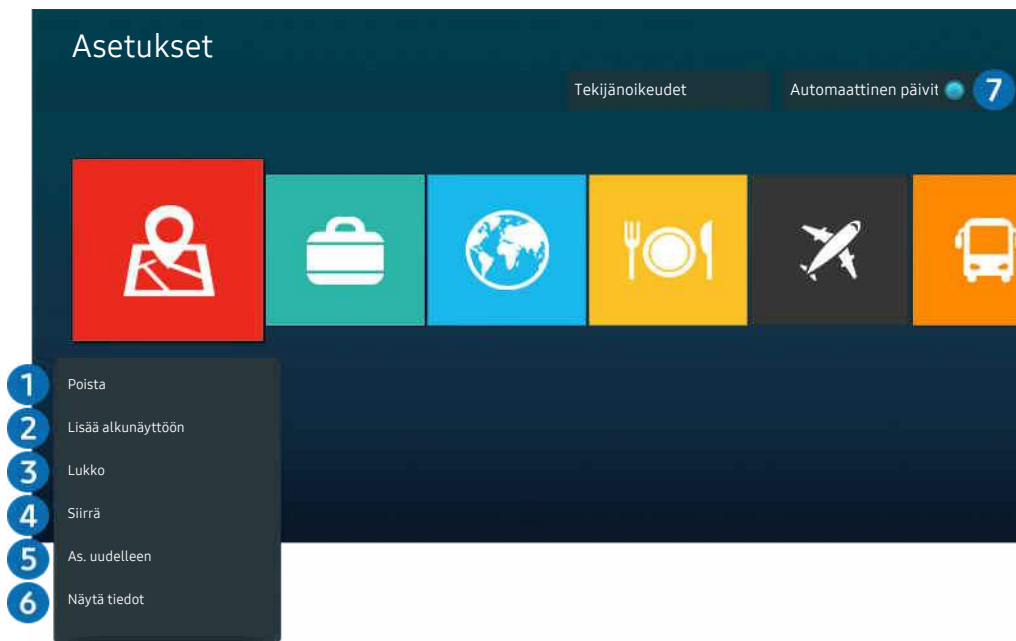 Asetukset
Tekijänoikeudet
Automaattinen päivit
7
1 Poista
2 Lisää alkunäyttöön
3 Lukko
4 Siirrä
5 As. uudelleen
6 Näytä tiedot